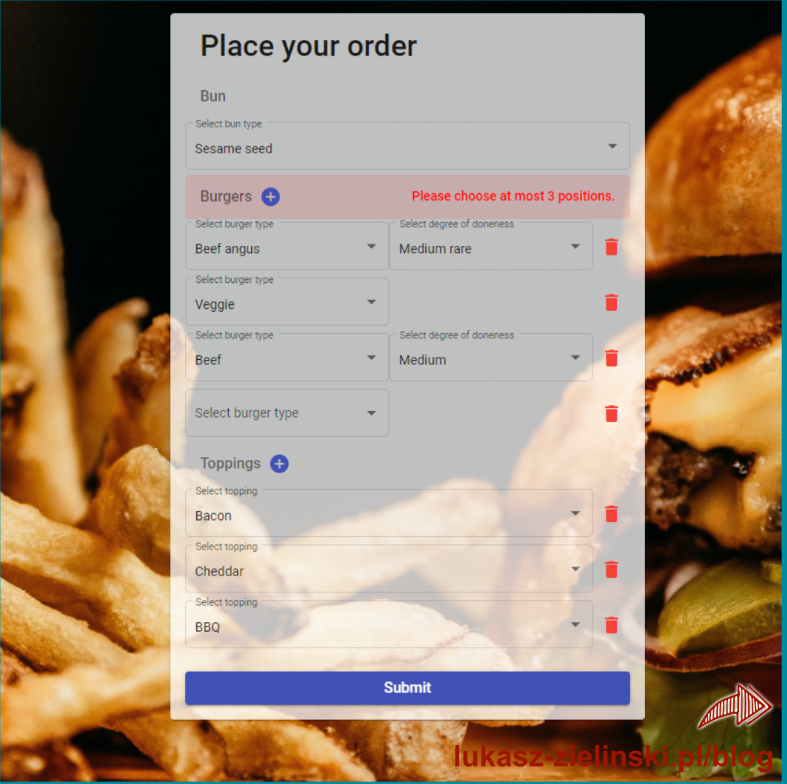 Place your order
Bun
Select bun type
Sesame seed
Burgers Please choose at most 3 positions.
Select burger type Select degree of doneness
Beef angus Medium rare
Select burger type
Veggie
Select burger type Select degree of doneness
Beef Medium
Select burger type
Toppings
Select topping
Bacon
Select topping
Cheddar
Select topping
BBQ
Submit
lukasz-zielinski.pl/blog